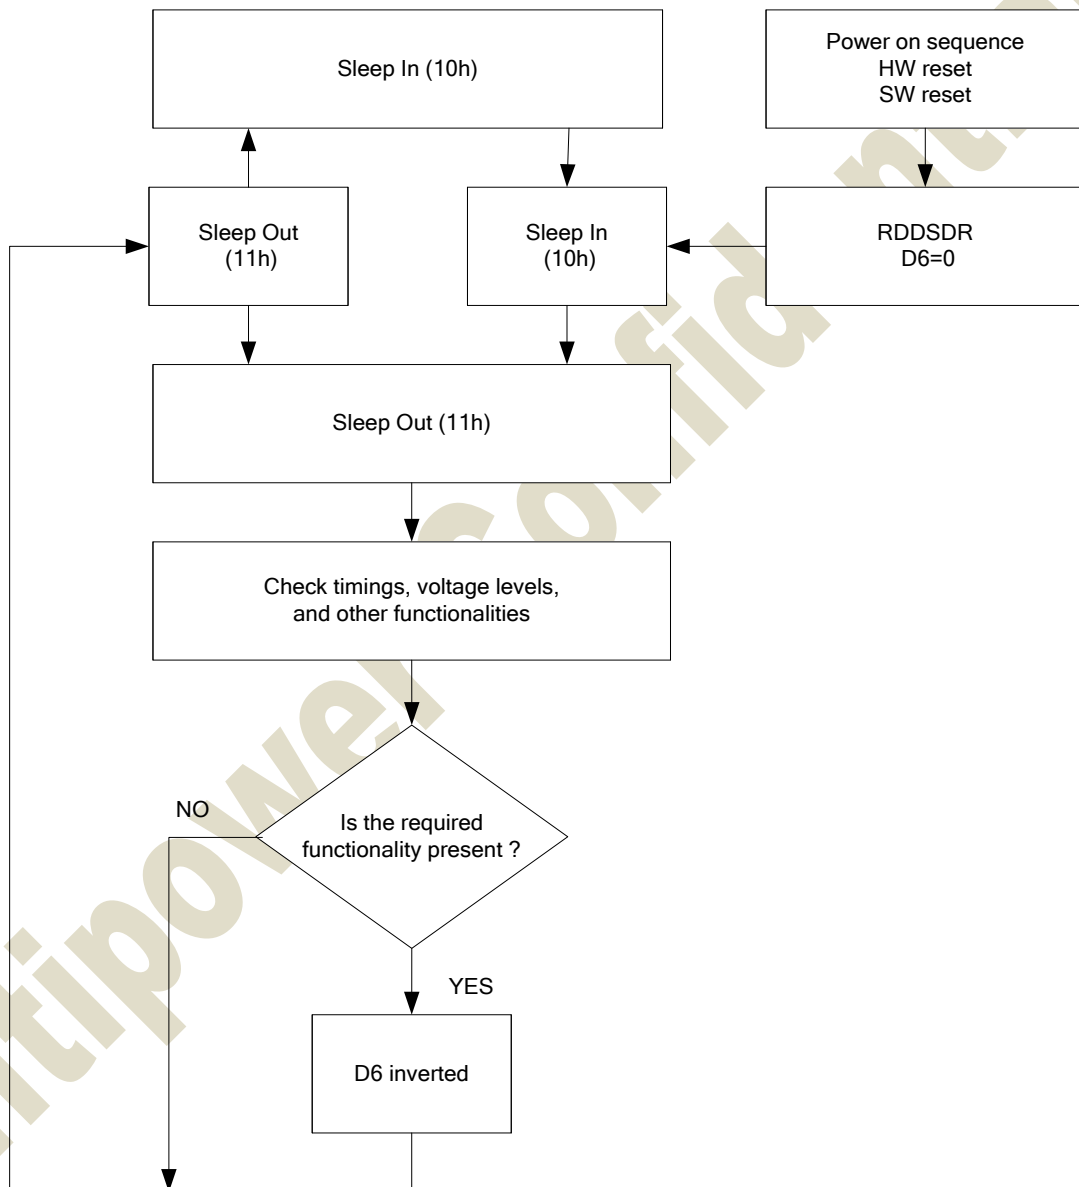 Sleep In (10h)
Power on sequence
HW reset
SW reset
Sleep Out
(11h)
Sleep In
(10h)
RDDSDR
D6=0
Sleep Out (11h)
Check timings, voltage levels,
and other functionalities
NO
Is the required
functionality present ?
YES
D6 inverted